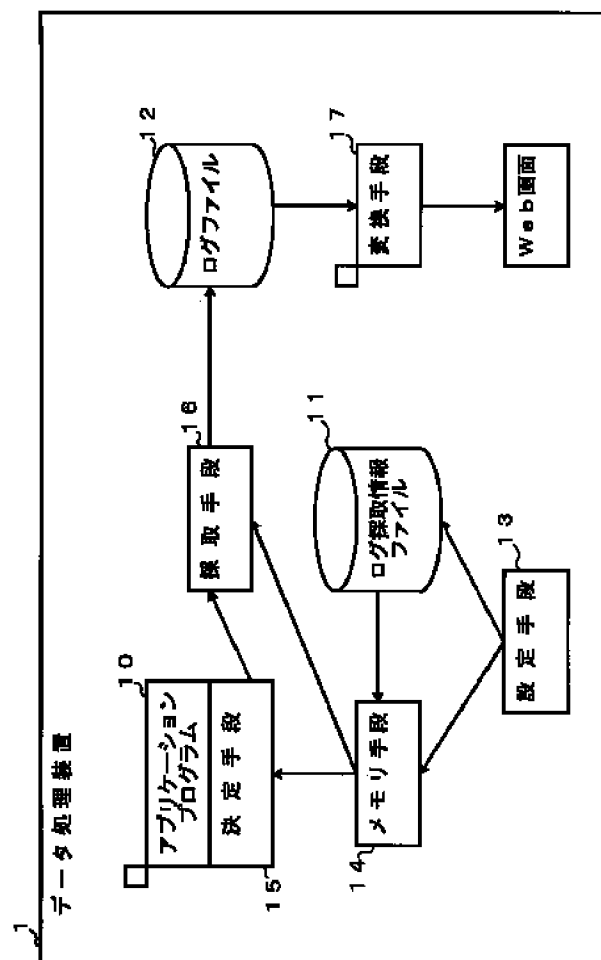 1
データ処理装置
10
アプリケーション
プログラム
決定手段
15
採取手段
16
ログファイル
12
メモリ手段
14
ログ採取情報
ファイル
11
変換手段
17
設定手段
13
Web画面